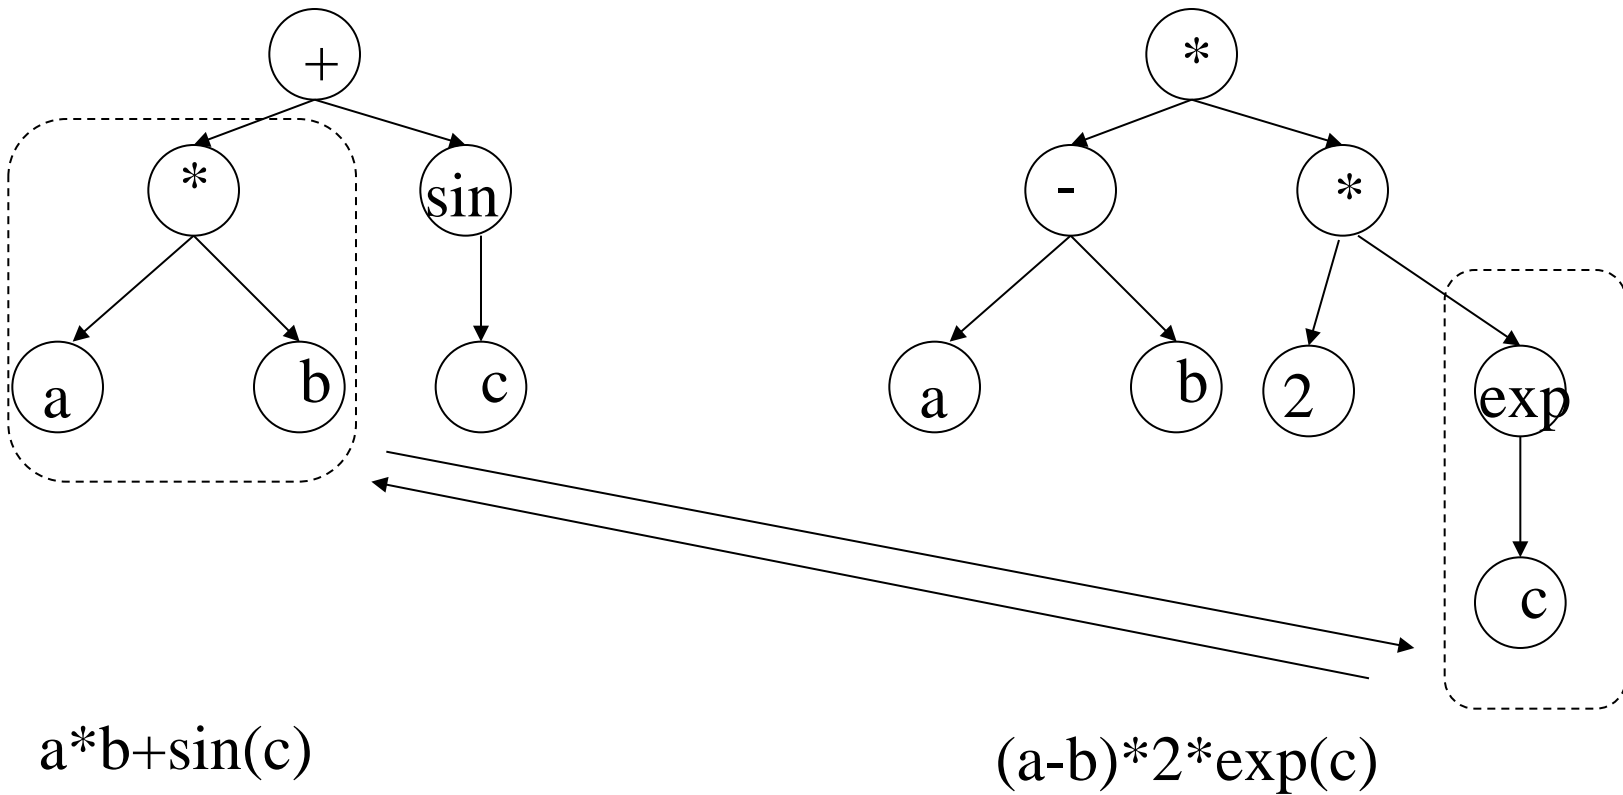 + *
* sin - *
a b c a b 2 exp
c
a*b+sin(c) (a-b)*2*exp(c)